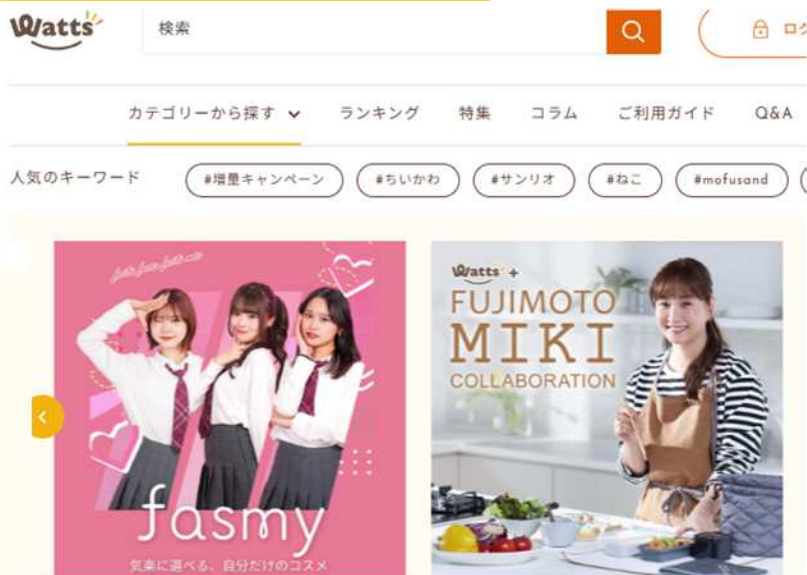 Watts
検索
カテゴリーから探す
ランキング
特集
コラム
ご利用ガイド
Q&A
人気のキーワード
#増量キャンペーン
#ちいかわ
#サンリオ
#ねこ
#mofusand
Watts +
FUJIMOTO
MIKI
COLLABORATION
fasmy
気楽に選べる、自分だけのコスメ